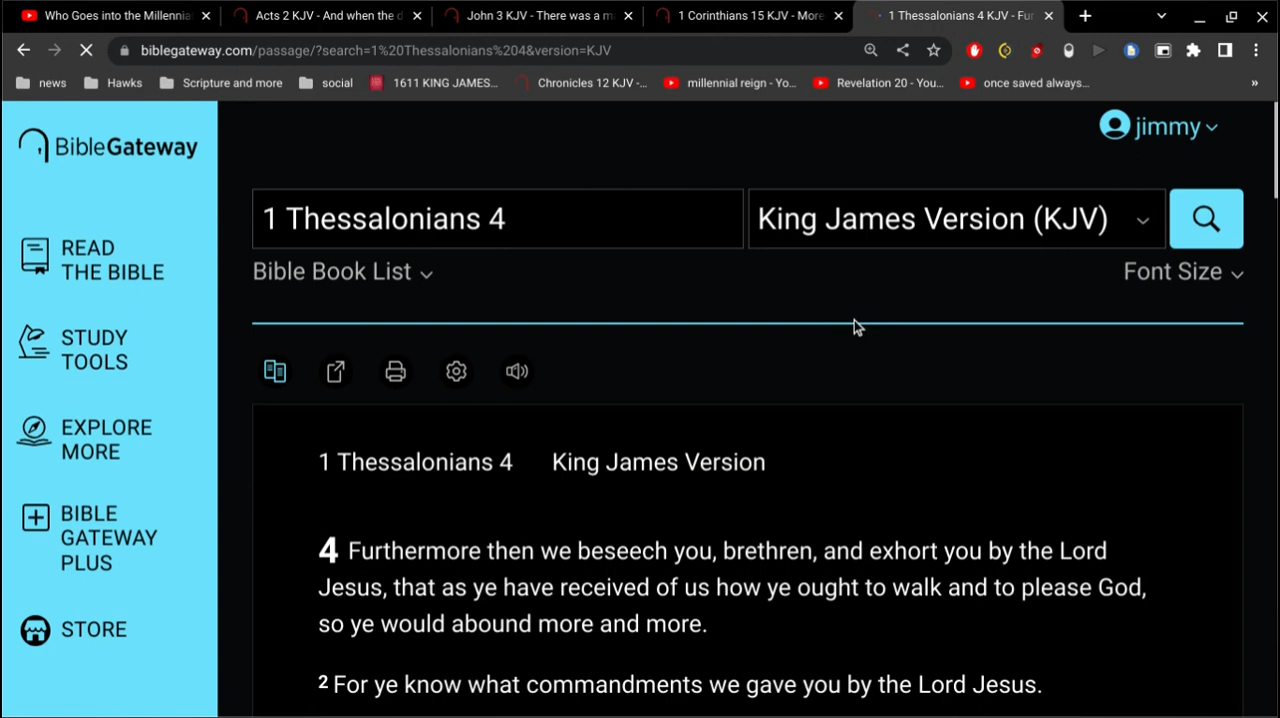 Who Goes into the Millennia
Acts 2 KJV - And when the d
John 3 KJV - There was a m
1 Corinthians 15 KJV - More
1 Thessalonians 4 KJV - Fur
biblegateway.com/passage/?search=1%20Thessalonians%204&version=KJV
news
Hawks
Scripture and more
social
1611 KING JAMES...
Chronicles 12 KJV -...
millennial reign - Yo...
Revelation 20 - You...
once saved always...
»
BibleGateway
jimmy
1 Thessalonians 4
King James Version (KJV)
Bible Book List
Font Size
READ
THE BIBLE
STUDY
TOOLS
EXPLORE
MORE
BIBLE
GATEWAY
PLUS
STORE
1 Thessalonians 4 King James Version
4 Furthermore then we beseech you, brethren, and exhort you by the Lord
Jesus, that as ye have received of us how ye ought to walk and to please God,
so ye would abound more and more.
2 For ye know what commandments we gave you by the Lord Jesus.